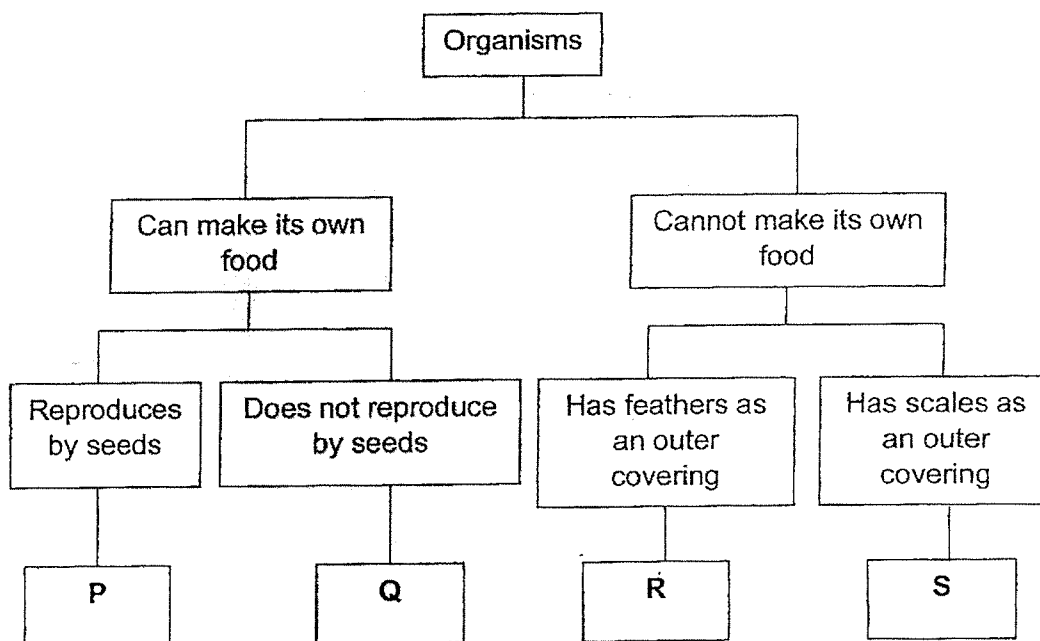 Organisms
Can make its own
food
Cannot make its own
food
Reproduces
by seeds
Does not reproduce
by seeds
Has feathers as
an outer
covering
Has scales as
an outer
covering
P
Q
R
S